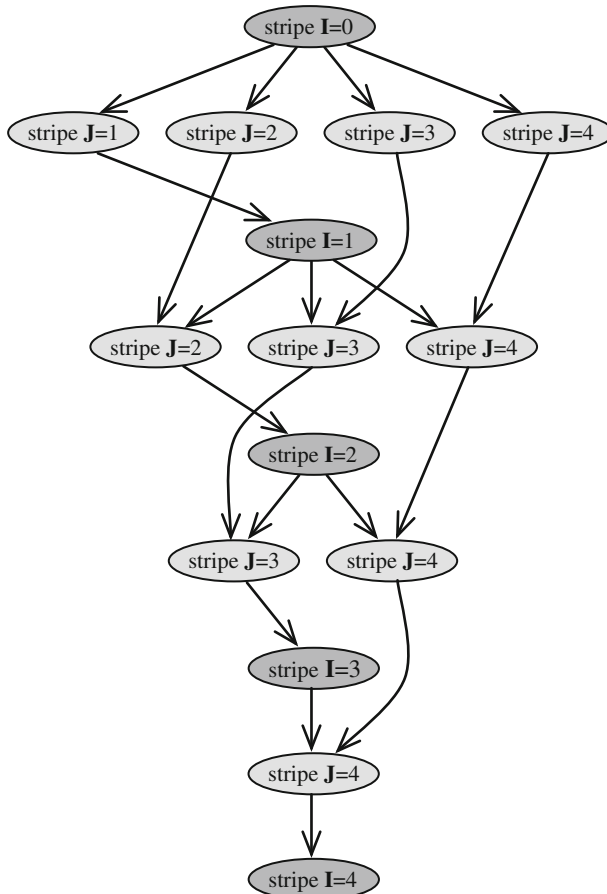 stripe I=0
stripe J=1
stripe J=2
stripe J=3
stripe J=4
stripe I=1
stripe J=2
stripe J=3
stripe J=4
stripe I=2
stripe J=3
stripe J=4
stripe I=3
stripe J=4
stripe I=4